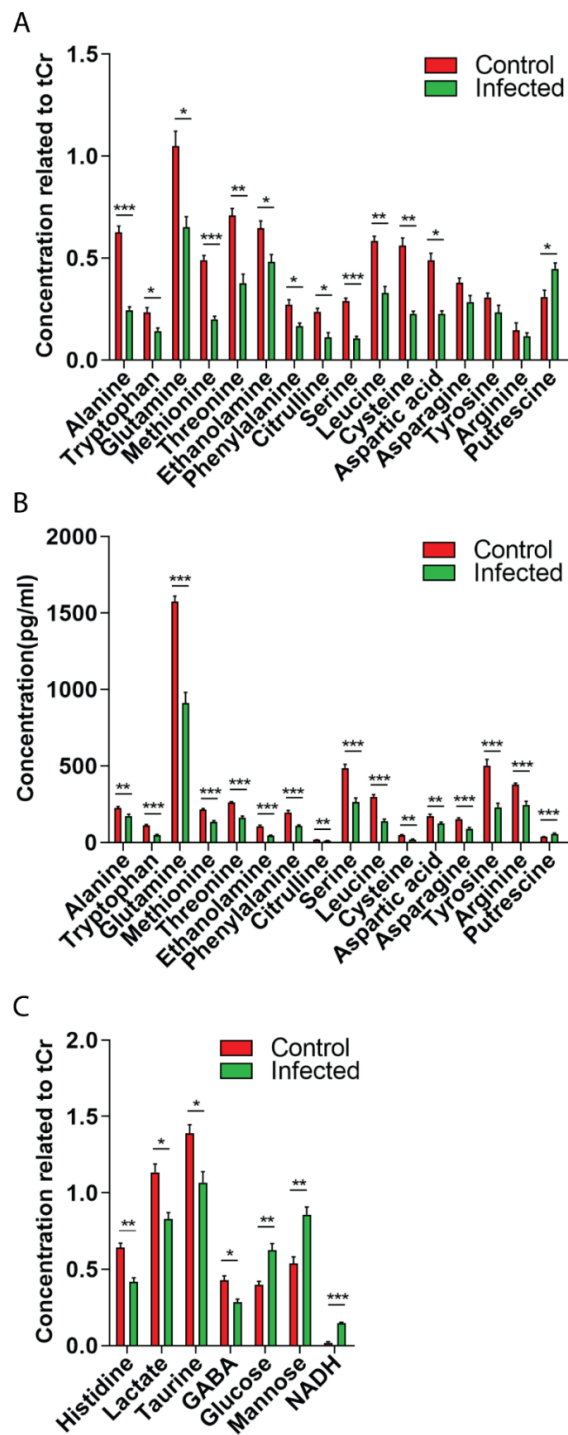 A
Concentration related to tCr
1.5
1.0
0.5
0.0
Control
Infected
***
*
*
***
**
*
*
*
***
**
**
*
*
Alanine
Tryptophan
Glutamine
Methionine
Threonine
Ethanolamine
Phenylalanine
Citrulline
Serine
Leucine
Cysteine
Aspartic acid
Asparagine
Tyrosine
Arginine
Putrescine
B
Concentration(pg/ml)
2000
1500
1000
500
0
Control
Infected
**
***
***
***
***
***
***
**
***
***
**
**
***
***
***
***
Alanine
Tryptophan
Glutamine
Methionine
Threonine
Ethanolamine
Phenylalanine
Citrulline
Serine
Leucine
Cysteine
Aspartic acid
Asparagine
Tyrosine
Arginine
Putrescine
C
Concentration related to tCr
2.0
1.5
1.0
0.5
0.0
Control
Infected
**
*
*
*
**
**
***
Histidine
Lactate
Taurine
GABA
Glucose
Mannose
NADH